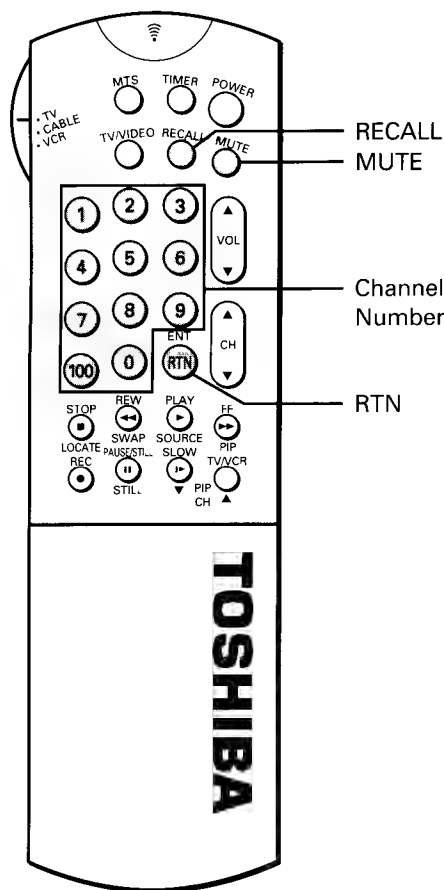 MTS TIMER POWER
• TV
• CABLE
• VCR
TV/VIDEO RECALL MUTE
RECALL
MUTE
1 2 3
VOL
4 5 6
Channel
Number
7 8 9
CH
ENT
100 0 RTN
RTN
STOP REW PLAY FF
LOCATE SWAP SOURCE PIP
REC PAUSE/STILL SLOW TV/VCR
STILL PIP
CH
TOSHIBA